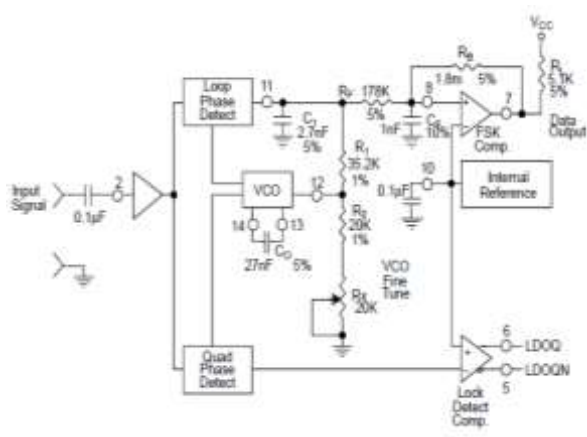 VCC
RB
1.8m 5%
RL
5.1K
5%
Loop
Phase
Detect
11
RF 178K
5%
8
+
-
7
FSK
Comp.
Data
Output
C1
2.7nF
5%
1nF
10%
R1
35.2K
1%
10
0.1µF
Internal
Reference
Input
Signal
0.1µF
2
VCO
12
14
13
27nF
5%
20K
1%
VCO
Fine
Tune
RX
20K
Quad
Phase
Detect
+
-
6
LDOQ
LDOQN
5
Lock
Detect
Comp.